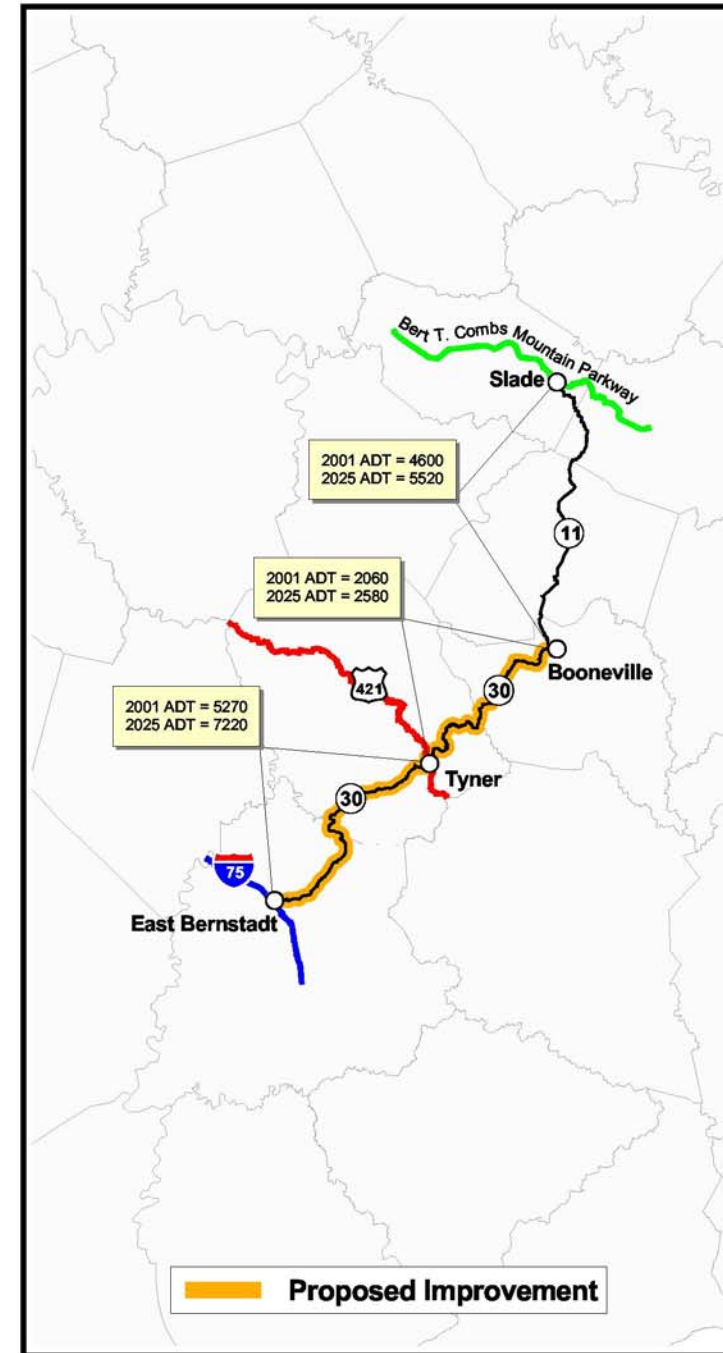 Bert T. Combs Mountain Parkway
Slade
2001 ADT = 4600
2025 ADT = 5520
11
2001 ADT = 2060
2025 ADT = 2580
Booneville
421
30
2001 ADT = 5270
2025 ADT = 7220
Tyner
30
75
East Bernstadt
Proposed Improvement